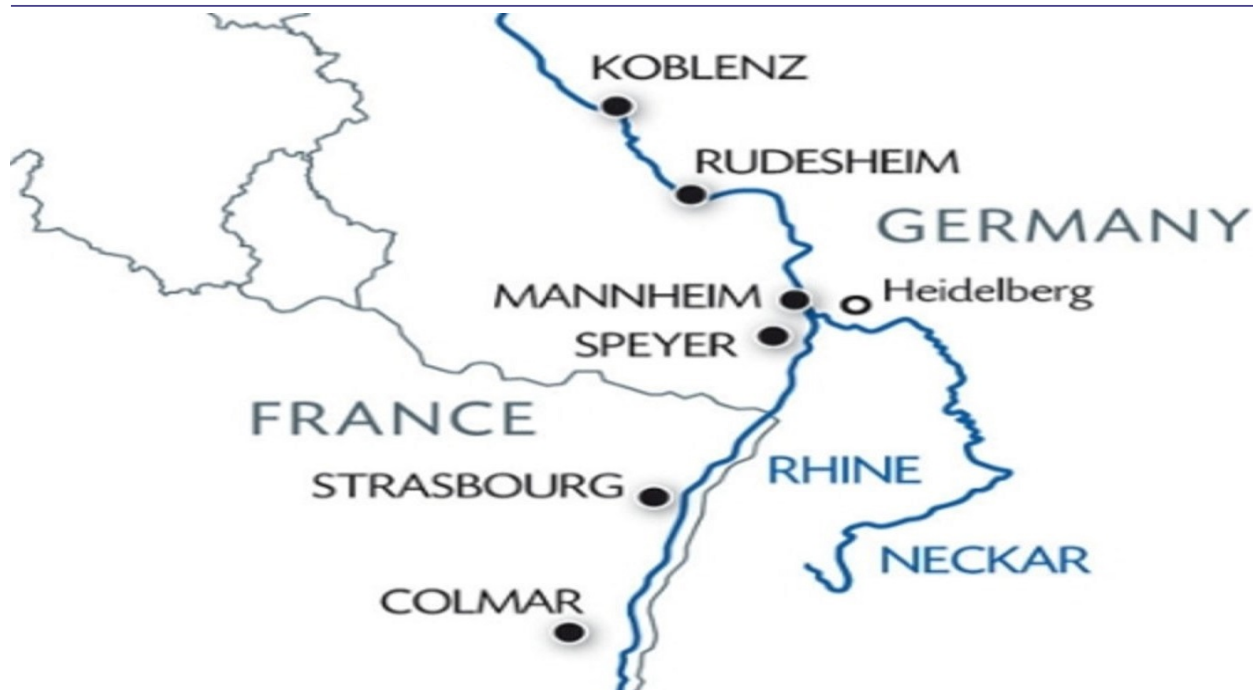 KOBLENZ
RUDESHEIM
GERMANY
MANNHEIM
Heidelberg
SPEYER
FRANCE
RHINE
STRASBOURG
NECKAR
COLMAR